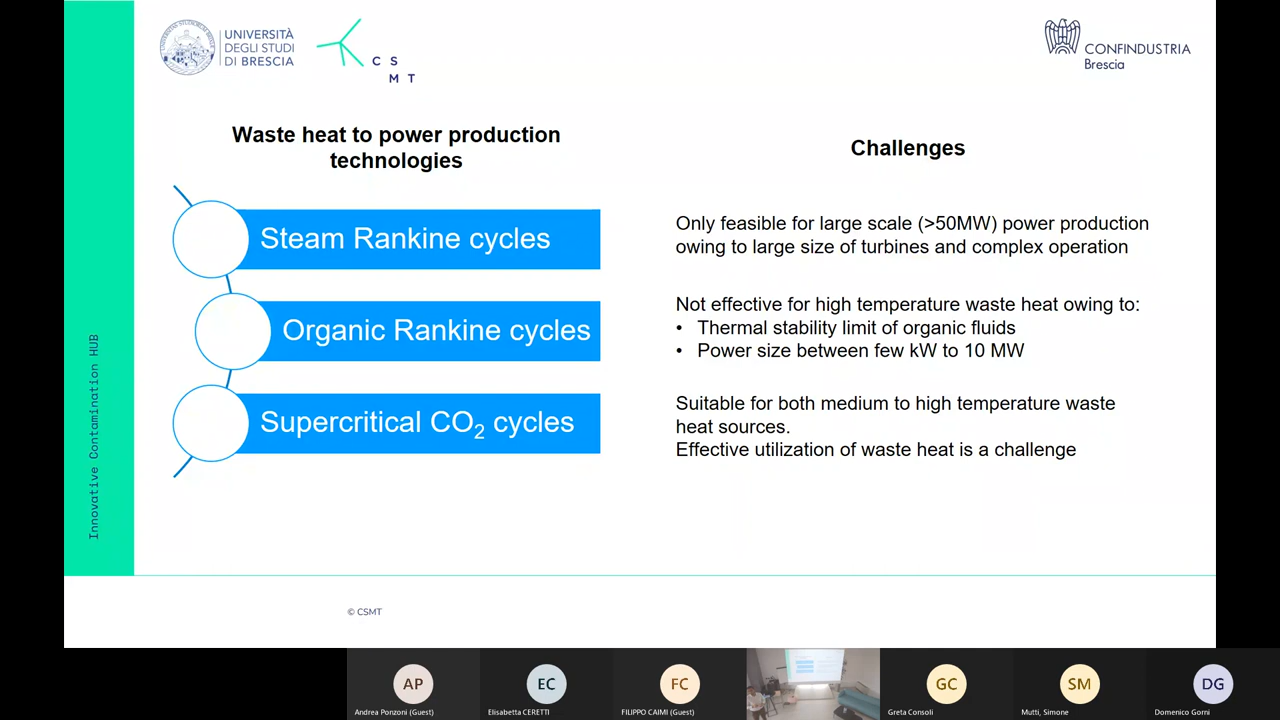 UNIVERSITÀ
DEGLI STUDI
DI BRESCIA
C S
M T
CONFINDUSTRIA
Brescia
Waste heat to power production
technologies
Challenges
Steam Rankine cycles
Only feasible for large scale (>50MW) power production
owing to large size of turbines and complex operation
Organic Rankine cycles
Not effective for high temperature waste heat owing to:
• Thermal stability limit of organic fluids
• Power size between few kW to 10 MW
Supercritical CO₂ cycles
Suitable for both medium to high temperature waste
heat sources.
Effective utilization of waste heat is a challenge
Innovative Contamination HUB
© CSMT
AP
EC
FC
GC
SM
DG
Andrea Ponzoni (Guest)
Elisabetta CERETTI
FILIPPO CAIMI (Guest)
Greta Consoli
Mutti, Simone
Domenico Gorni